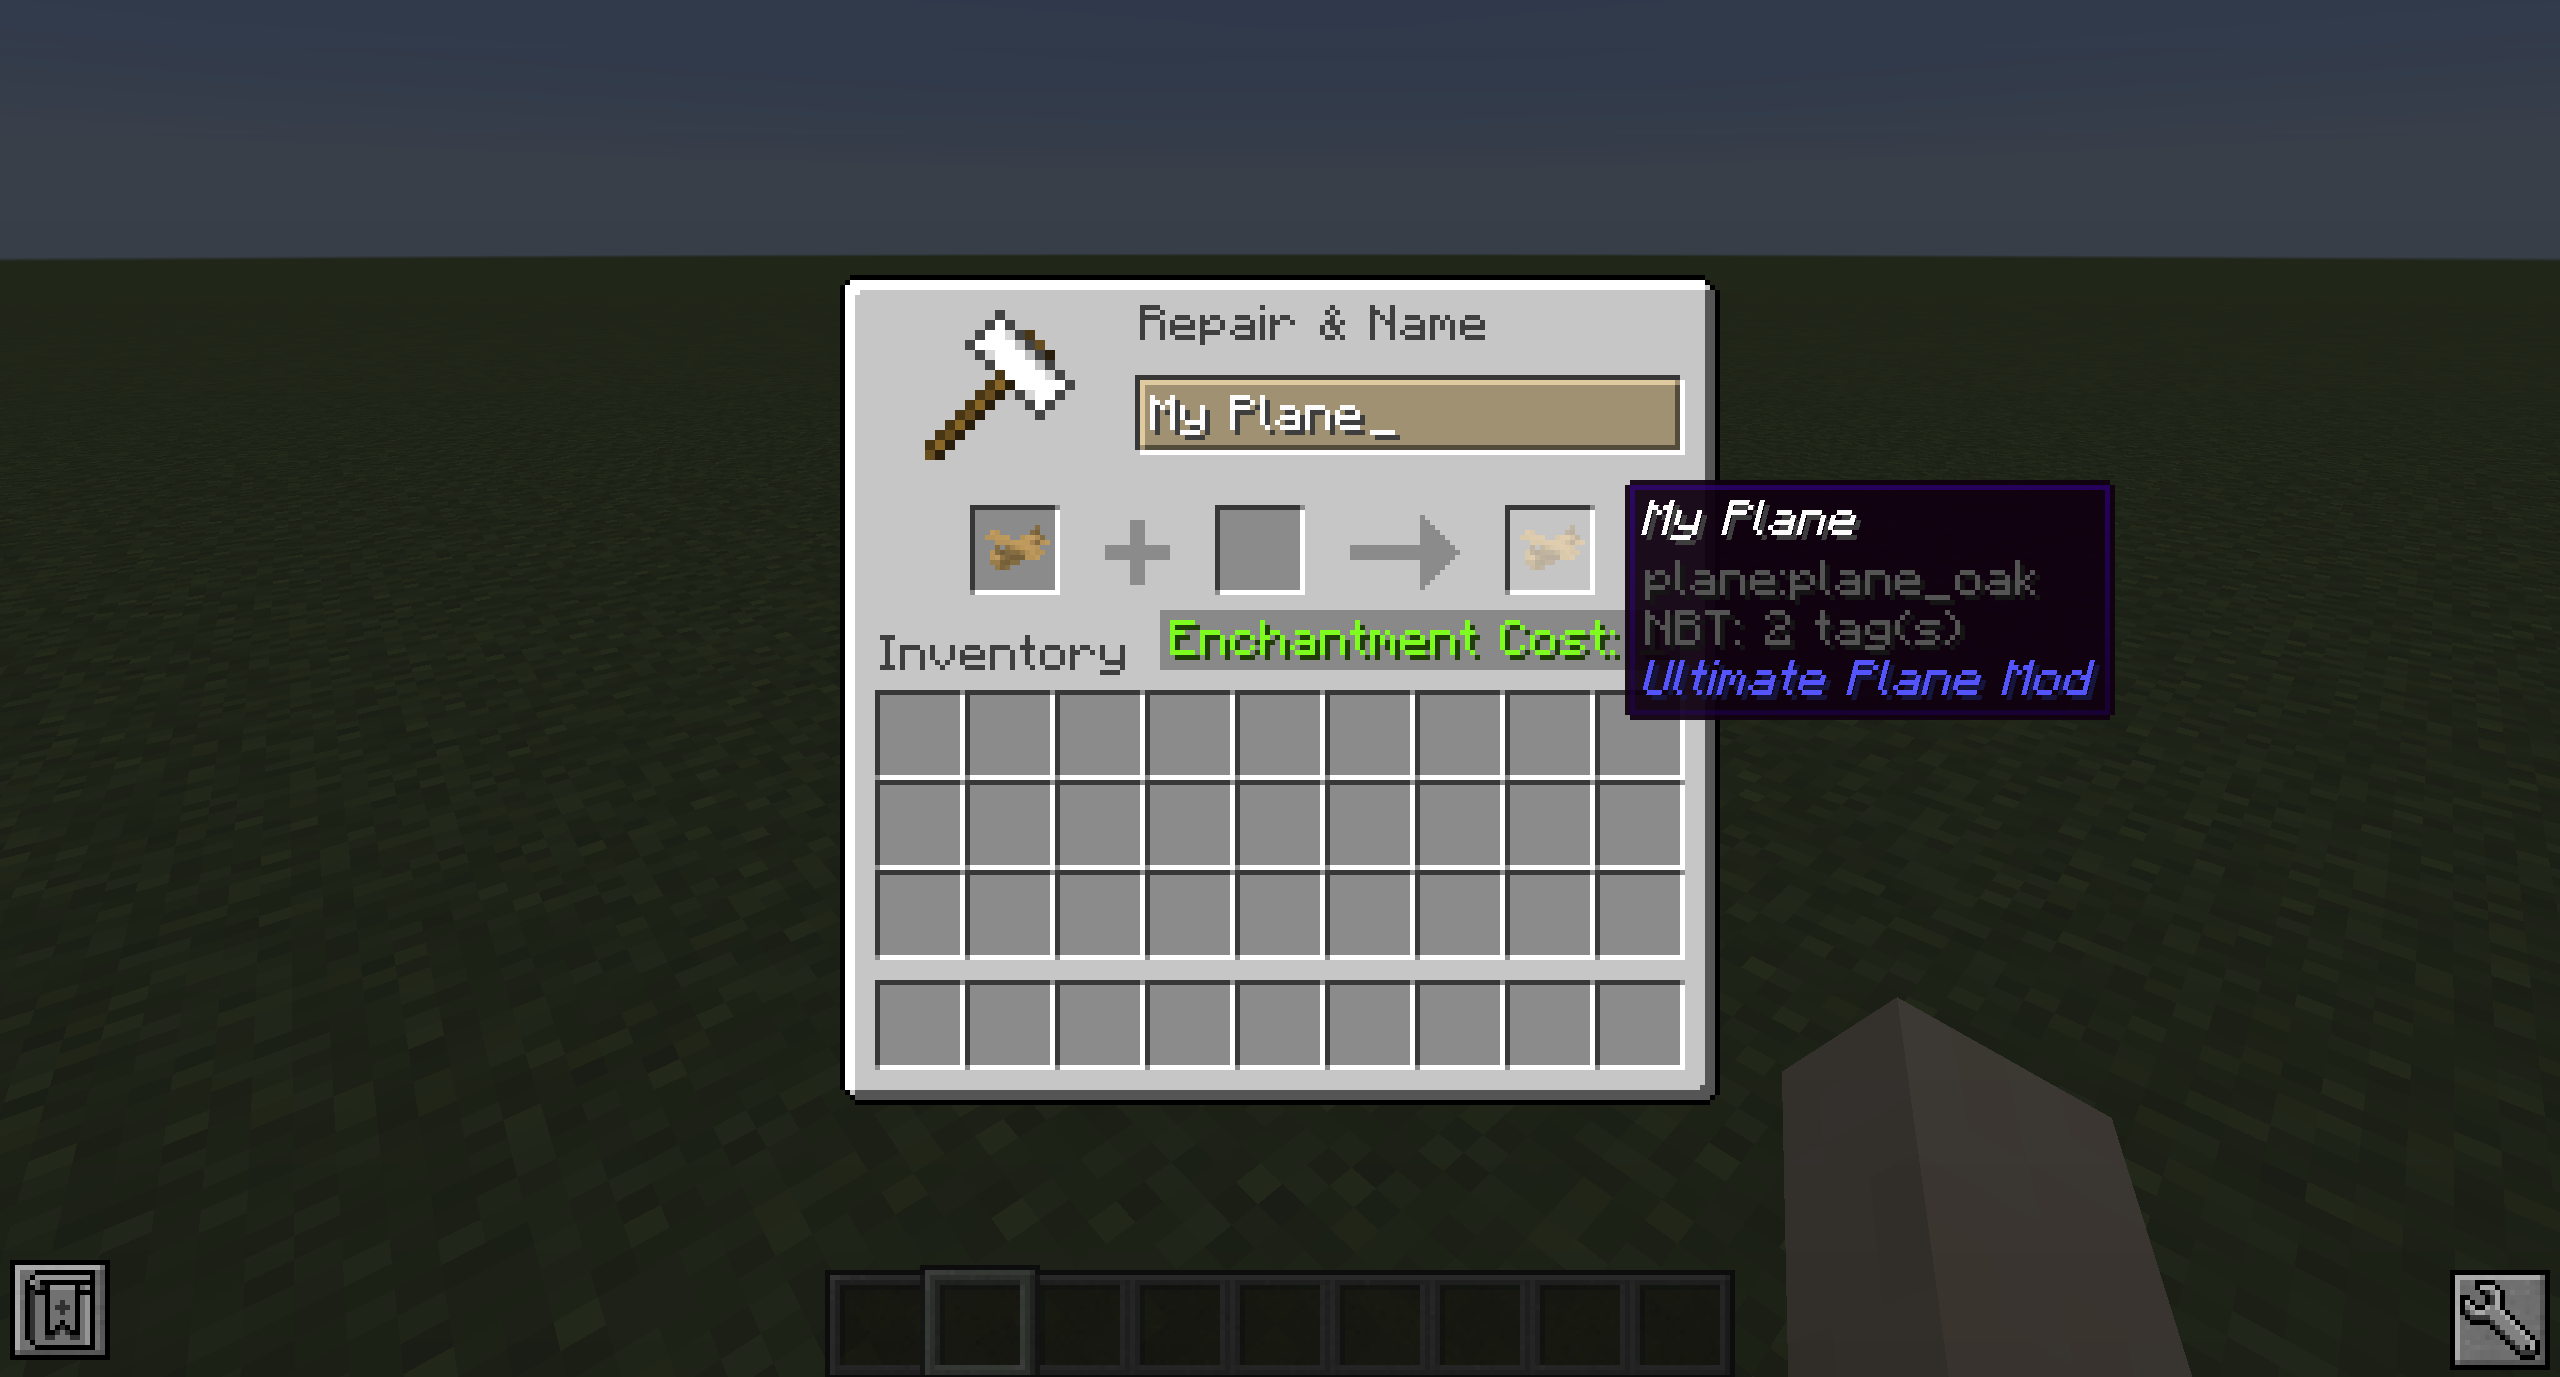 Repair & Name
My Plane_
My Plane
plane:plane_oak
NBT: 2 tag(s)
Ultimate Plane Mod
Enchantment Cost:
Inventory